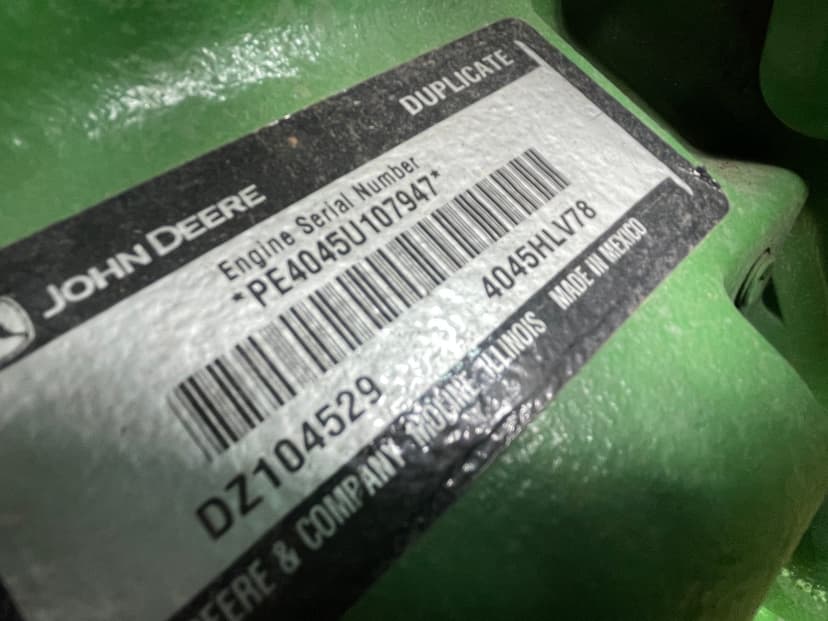 DUPLICATE
JOHN DEERE
Engine Serial Number
*PE4045U107947*
DZ104529 4045HLV78
DEERE & COMPANY MOLINE ILLINOIS MADE IN MEXICO